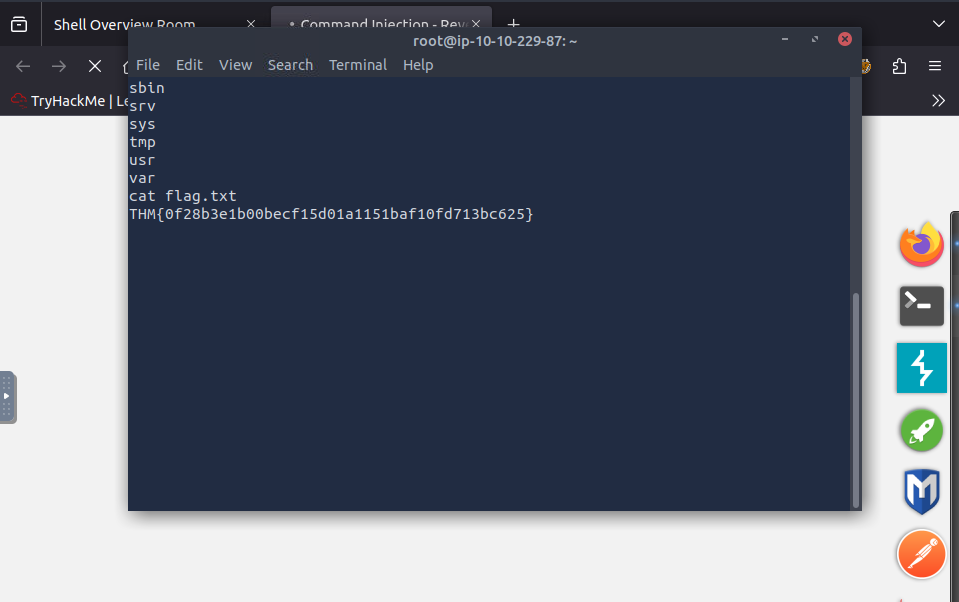 Shell Overview Room
Command Injection - Rev
root@ip-10-10-229-87: ~
File Edit View Search Terminal Help
TryHackMe | Le
sbin
srv
sys
tmp
usr
var
cat flag.txt
THM{0f28b3e1b00becf15d01a1151baf10fd713bc625}